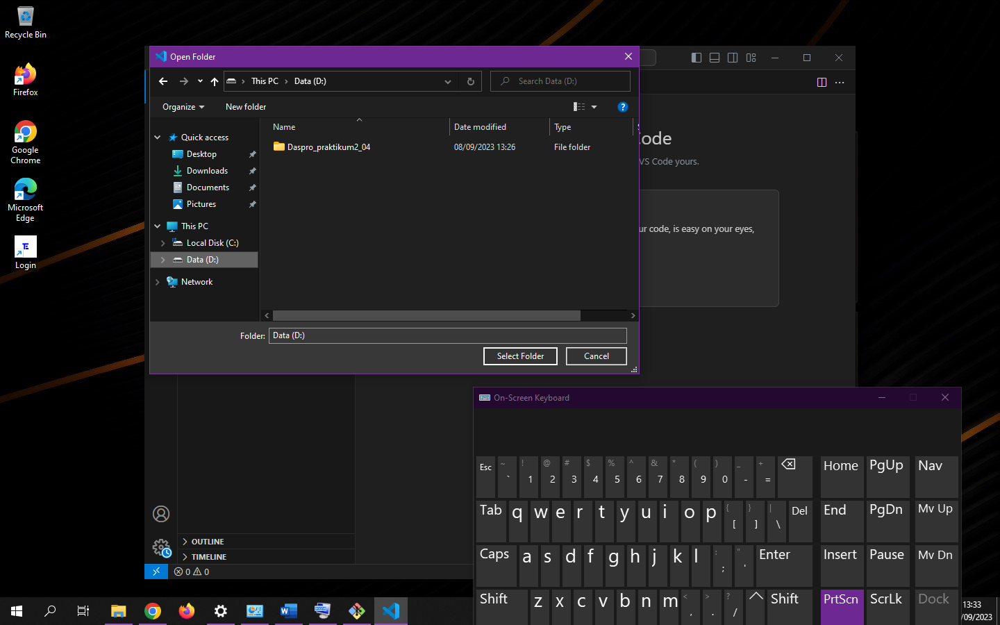 Recycle Bin
Firefox
Google
Chrome
Microsoft
Edge
Login
Open Folder
This PC
Data (D:)
Search Data (D:)
Organize
New folder
Name
Date modified
Type
Quick access
Desktop
Downloads
Documents
Pictures
This PC
Local Disk (C:)
Data (D:)
Network
Daspro_praktikum2_04
08/09/2023 13:26
File folder
Folder:
Data (D:)
Select Folder
Cancel
ode
VS Code yours.
ur code, is easy on your eyes,
OUTLINE
TIMELINE
0
0
On-Screen Keyboard
Esc ~ ` ! 1 @ 2 # 3 $ 4 % 5 ^ 6 & 7 * 8 ( 9 ) 0 _ - + = Home PgUp Nav
Tab q w e r t y u i o p { [ } ] | \ Del End PgDn Mv Up
Caps a s d f g h j k l : ; " ' Enter Insert Pause Mv Dn
Shift z x c v b n m < , > . ? / Shift PrtScn ScrLk Dock
13:33
/09/2023